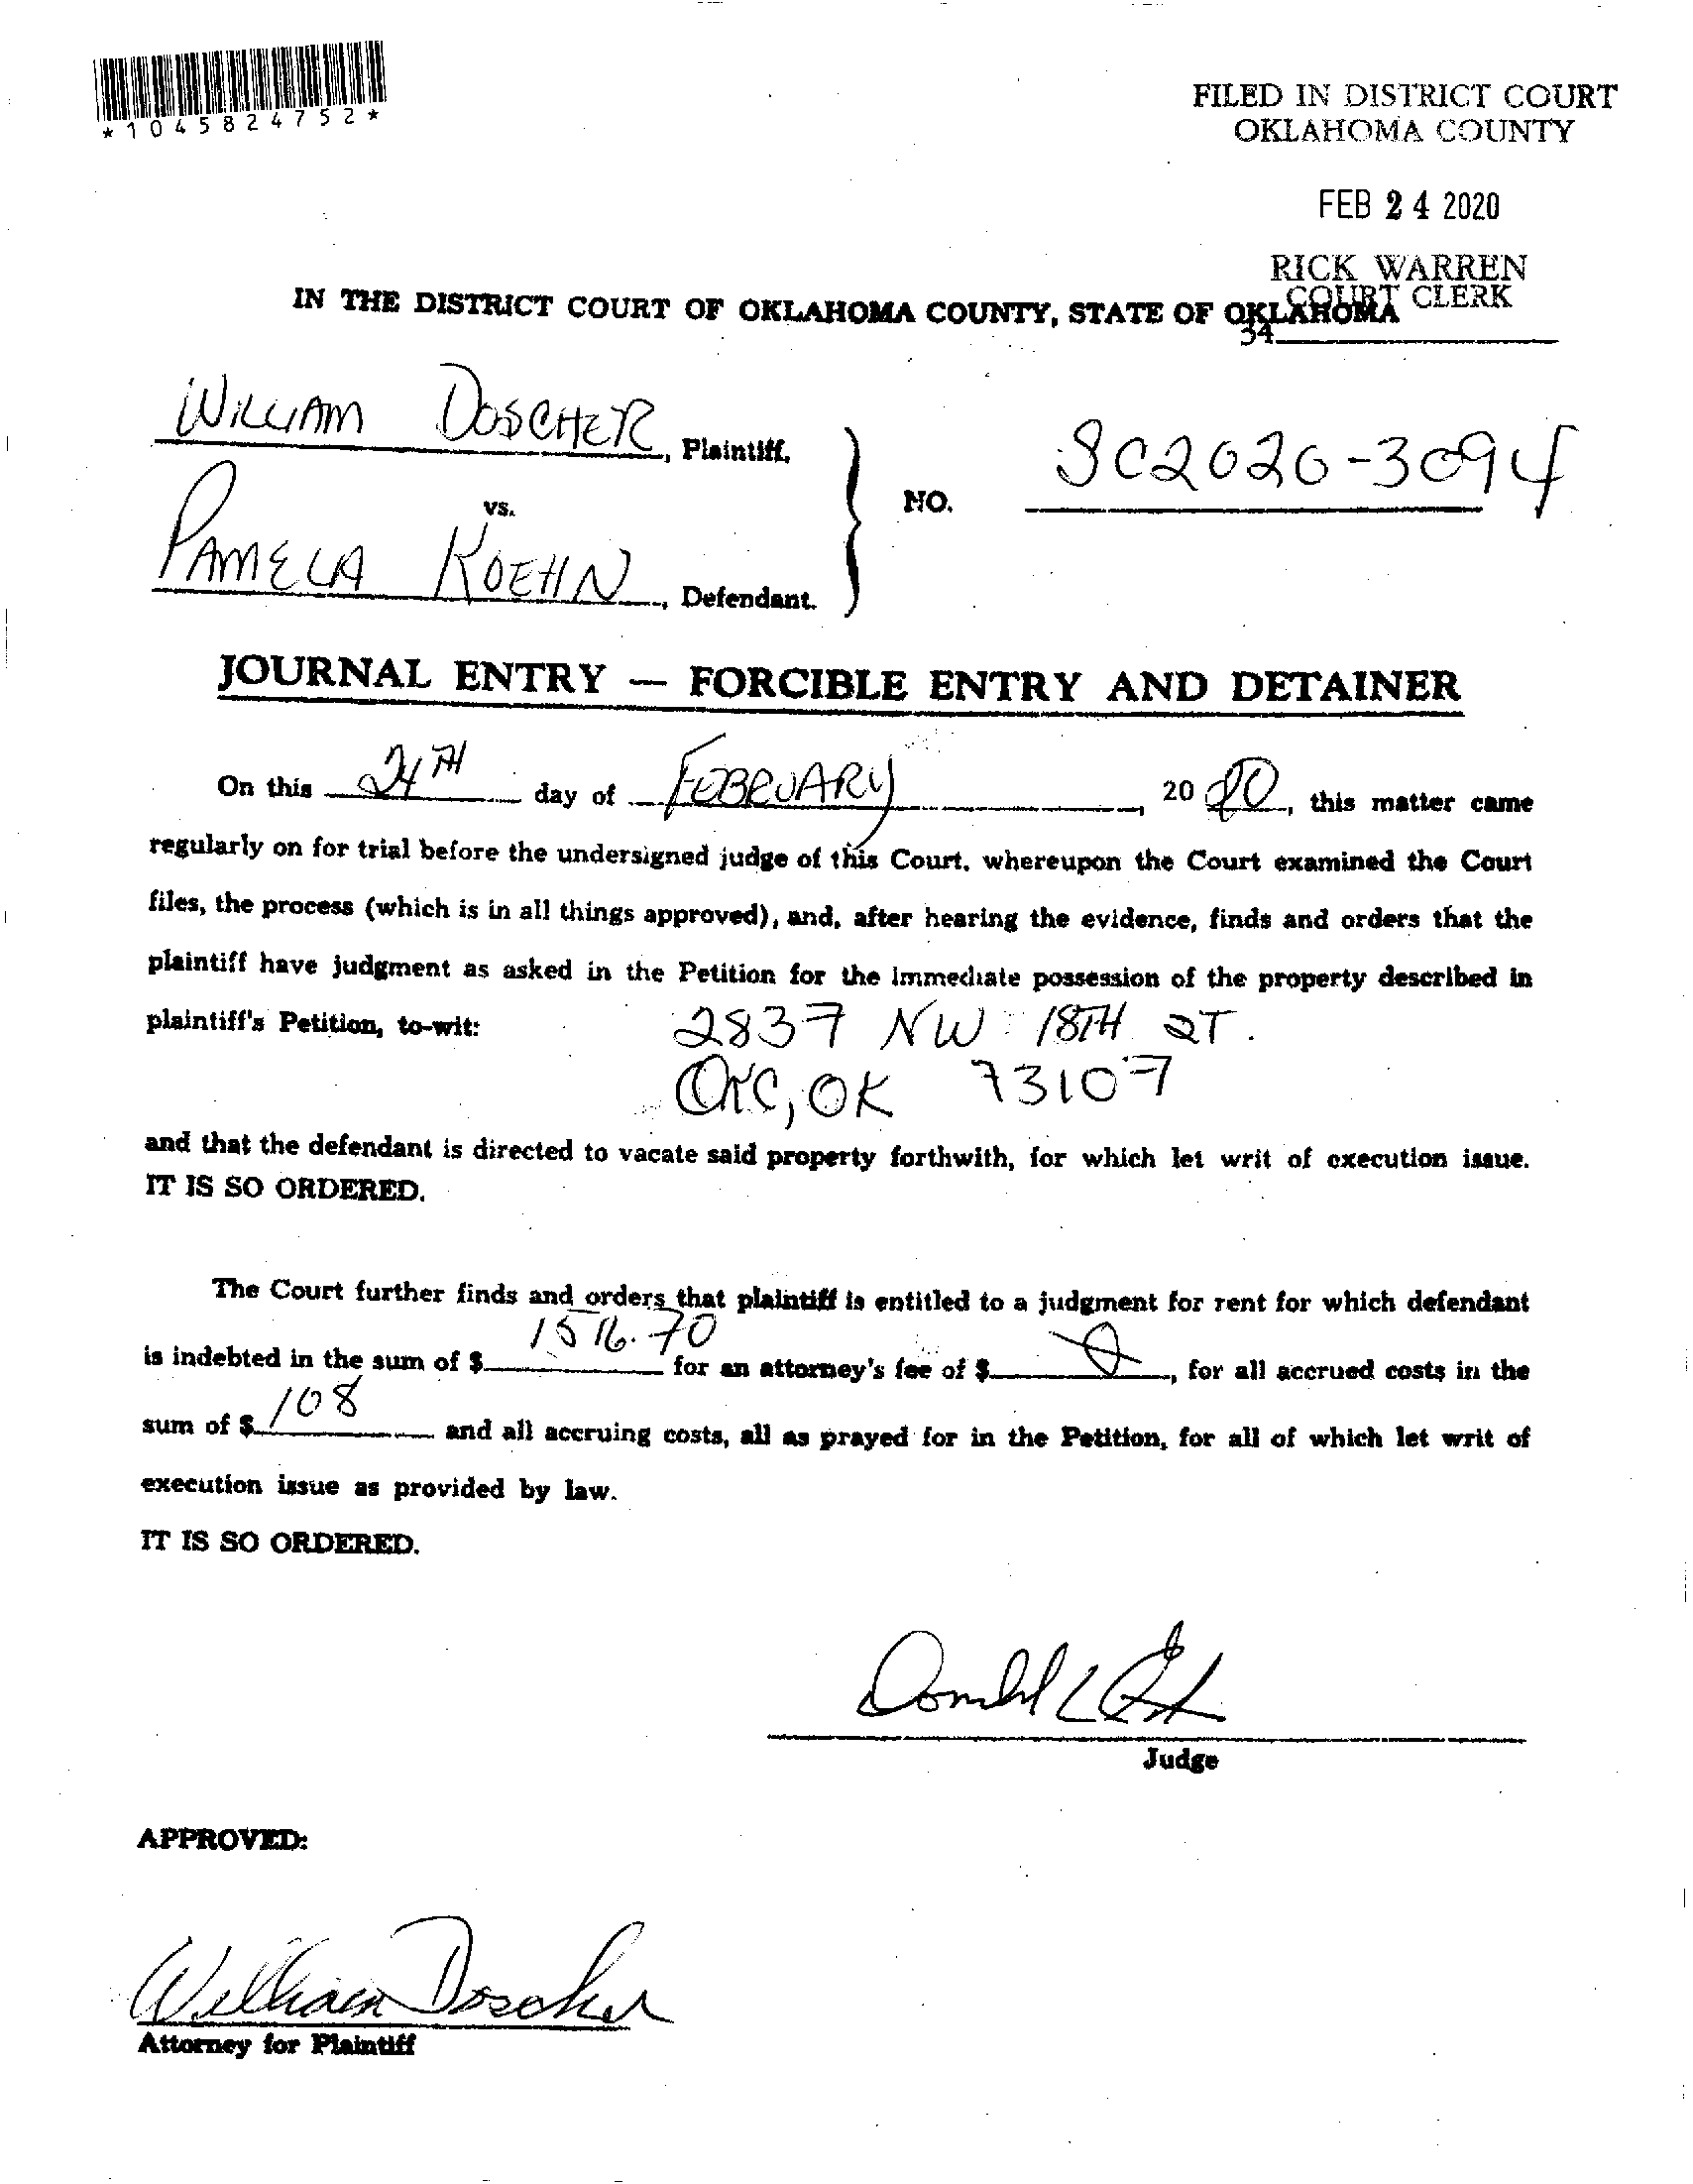 *1045824752*
FILED IN DISTRICT COURT
OKLAHOMA COUNTY
FEB 24 2020
RICK WARREN
COURT CLERK
34
IN THE DISTRICT COURT OF OKLAHOMA COUNTY, STATE OF OKLAHOMA
WILLIAM DOSCHER, Plaintiff,
vs.
NO. SC2020-3094
PAMELA KOEHN, Defendant.
JOURNAL ENTRY — FORCIBLE ENTRY AND DETAINER
On this 24TH day of FEBRUARY, 2020, this matter came
regularly on for trial before the undersigned judge of this Court, whereupon the Court examined the Court
files, the process (which is in all things approved), and, after hearing the evidence, finds and orders that the
plaintiff have judgment as asked in the Petition for the immediate possession of the property described in
plaintiff's Petition, to-wit: 2837 NW 18TH ST.
OKC, OK 73107
and that the defendant is directed to vacate said property forthwith, for which let writ of execution issue.
IT IS SO ORDERED.
The Court further finds and orders that plaintiff is entitled to a judgment for rent for which defendant
is indebted in the sum of $ 1516.70 for an attorney's fee of $ , for all accrued costs in the
sum of $ 108 and all accruing costs, all as prayed for in the Petition, for all of which let writ of
execution issue as provided by law.
IT IS SO ORDERED.
Donald L
Judge
APPROVED:
William Doscher
Attorney for Plaintiff